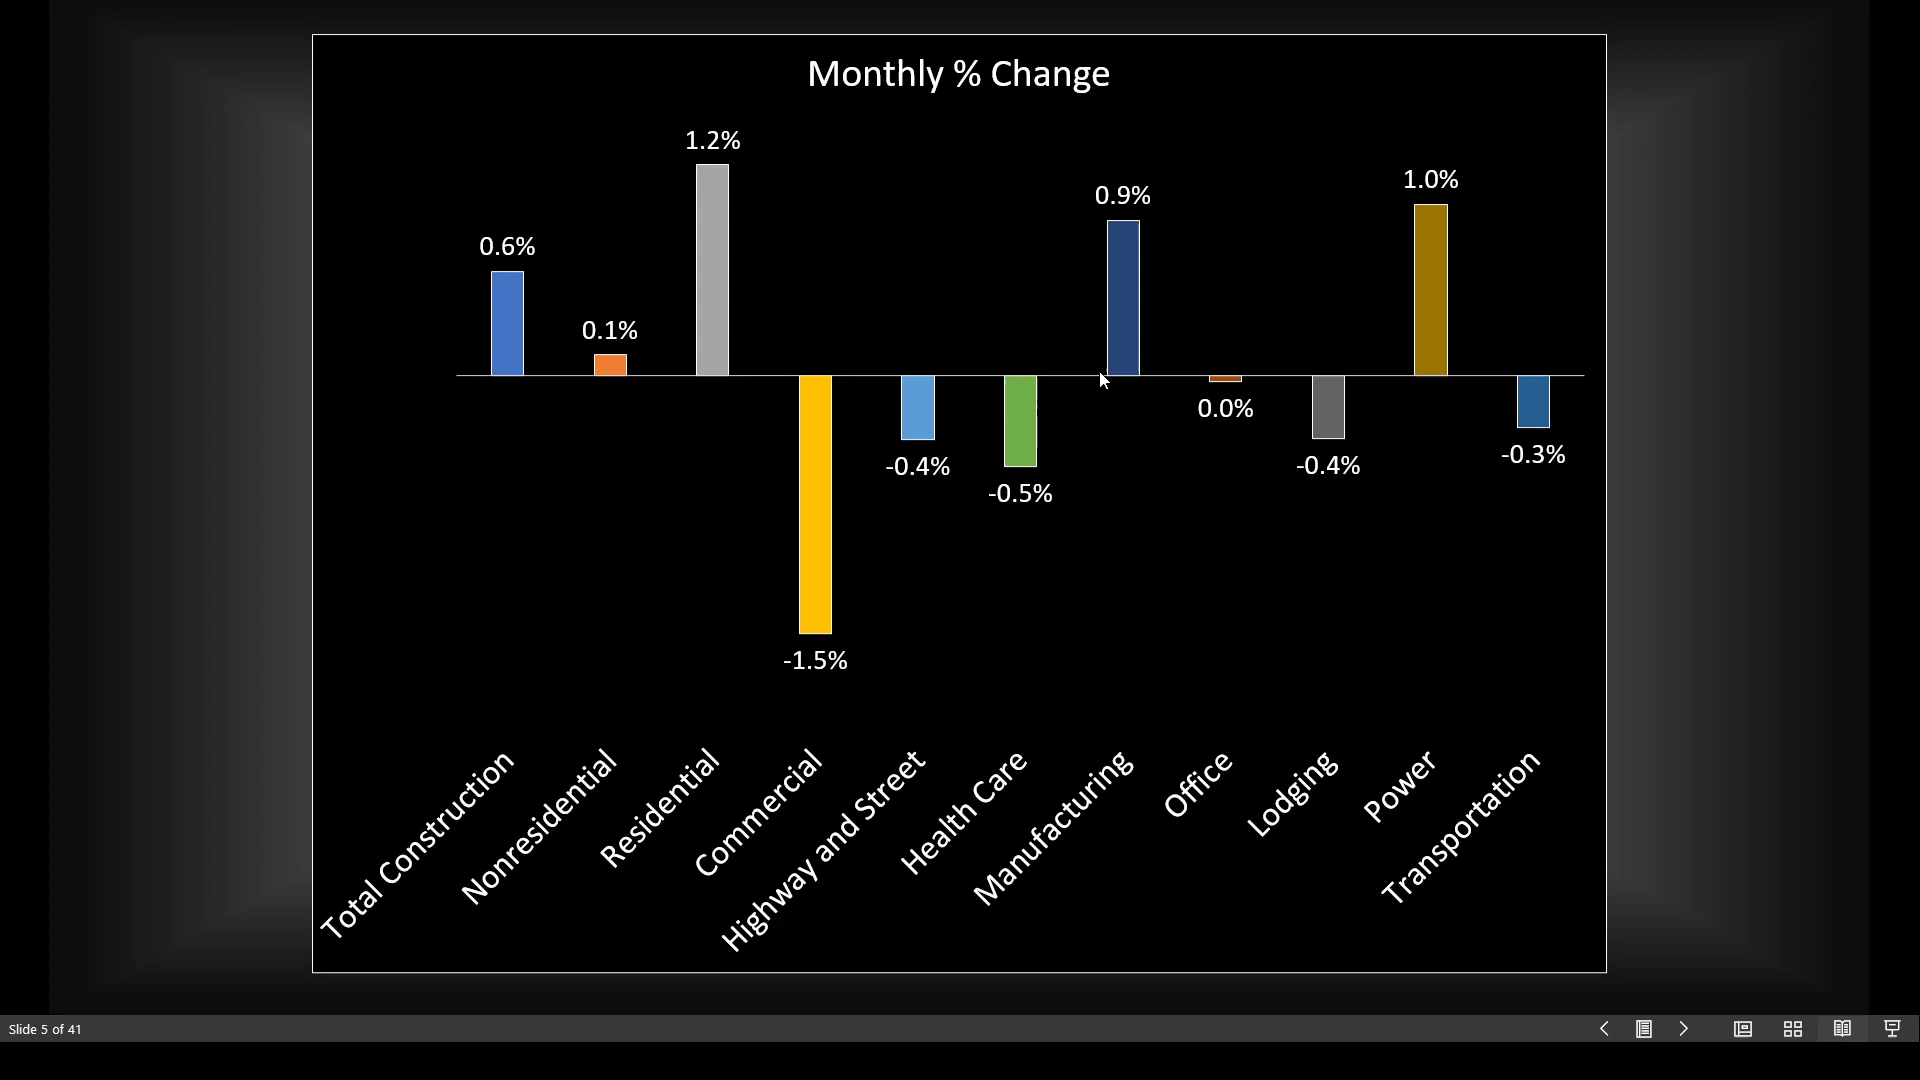 Monthly % Change
1.2%
1.0%
0.9%
0.6%
0.1%
0.0%
-0.4%
-0.5%
-0.4%
-0.3%
-1.5%
Total Construction
Nonresidential
Residential
Commercial
Highway and Street
Health Care
Manufacturing
Office
Lodging
Power
Transportation
Slide 5 of 41